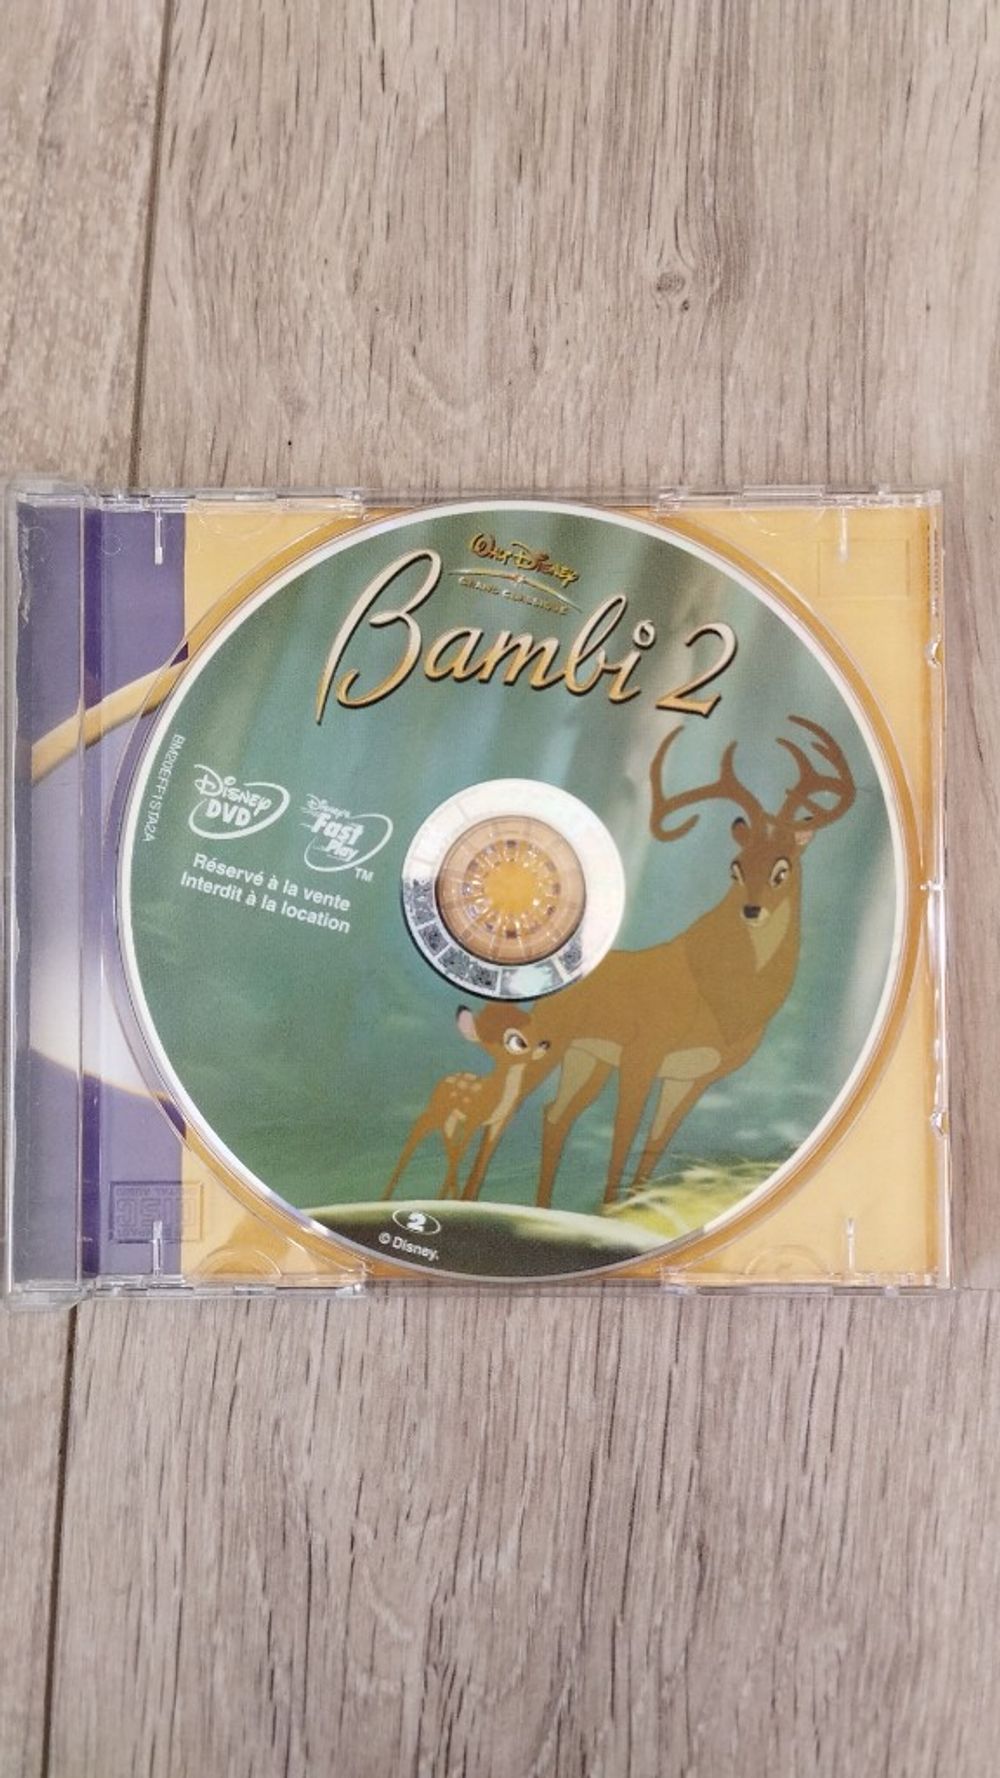 WALT DISNEY
GRAND CLASSIQUE
Bambi 2
BM20EFF1STA2A
DISNEY
DVD
Disney's
Fast
Play
TM
Réservé à la vente
Interdit à la location
2
© Disney.